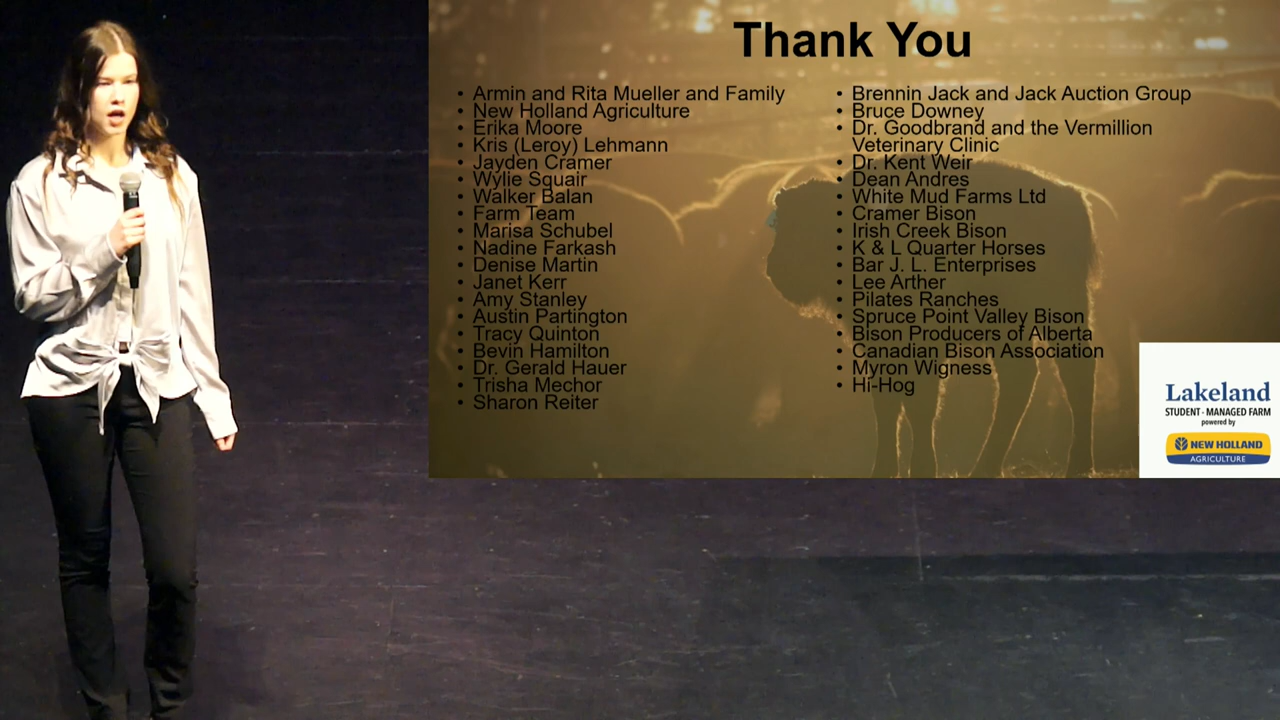 Thank You
• Armin and Rita Mueller and Family
• New Holland Agriculture
• Erika Moore
• Kris (Leroy) Lehmann
• Jayden Cramer
• Wylie Squair
• Walker Balan
• Farm Team
• Marisa Schubel
• Nadine Farkash
• Denise Martin
• Janet Kerr
• Amy Stanley
• Austin Partington
• Tracy Quinton
• Bevin Hamilton
• Dr. Gerald Hauer
• Trisha Mechor
• Sharon Reiter
• Brennin Jack and Jack Auction Group
• Bruce Downey
• Dr. Goodbrand and the Vermillion
Veterinary Clinic
• Dr. Kent Weir
• Dean Andres
• White Mud Farms Ltd
• Cramer Bison
• Irish Creek Bison
• K & L Quarter Horses
• Bar J. L. Enterprises
• Lee Arther
• Pilates Ranches
• Spruce Point Valley Bison
• Bison Producers of Alberta
• Canadian Bison Association
• Myron Wigness
• Hi-Hog
Lakeland
STUDENT - MANAGED FARM
powered by
NEW HOLLAND
AGRICULTURE